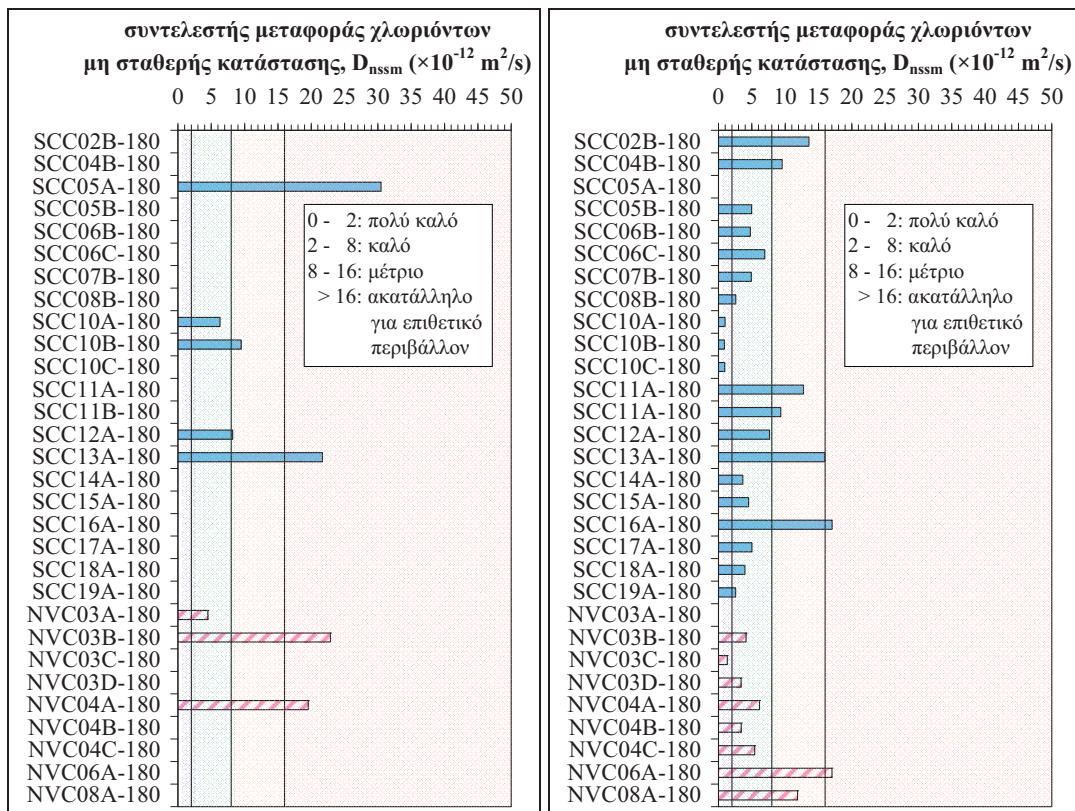 συντελεστής μεταφοράς χλωριόντων
μη σταθερής κατάστασης, Dnssm (×10-12 m2/s)
0 5 10 15 20 25 30 35 40 45 50
SCC02B-180
SCC04B-180
SCC05A-180
SCC05B-180
SCC06B-180
SCC06C-180
SCC07B-180
SCC08B-180
SCC10A-180
SCC10B-180
SCC10C-180
SCC11A-180
SCC11B-180
SCC12A-180
SCC13A-180
SCC14A-180
SCC15A-180
SCC16A-180
SCC17A-180
SCC18A-180
SCC19A-180
NVC03A-180
NVC03B-180
NVC03C-180
NVC03D-180
NVC04A-180
NVC04B-180
NVC04C-180
NVC06A-180
NVC08A-180
0 - 2: πολύ καλό
2 - 8: καλό
8 - 16: μέτριο
> 16: ακατάλληλο
για επιθετικό
περιβάλλον
συντελεστής μεταφοράς χλωριόντων
μη σταθερής κατάστασης, Dnssm (×10-12 m2/s)
0 5 10 15 20 25 30 35 40 45 50
SCC02B-180
SCC04B-180
SCC05A-180
SCC05B-180
SCC06B-180
SCC06C-180
SCC07B-180
SCC08B-180
SCC10A-180
SCC10B-180
SCC10C-180
SCC11A-180
SCC11A-180
SCC12A-180
SCC13A-180
SCC14A-180
SCC15A-180
SCC16A-180
SCC17A-180
SCC18A-180
SCC19A-180
NVC03A-180
NVC03B-180
NVC03C-180
NVC03D-180
NVC04A-180
NVC04B-180
NVC04C-180
NVC06A-180
NVC08A-180
0 - 2: πολύ καλό
2 - 8: καλό
8 - 16: μέτριο
> 16: ακατάλληλο
για επιθετικό
περιβάλλον